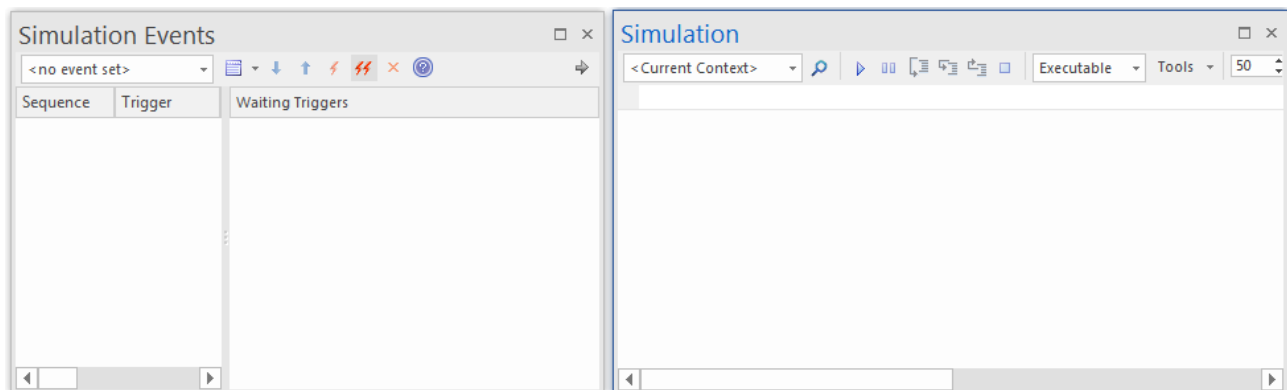 Simulation Events
<no event set>
Sequence Trigger Waiting Triggers
Simulation
<Current Context> Executable Tools 50